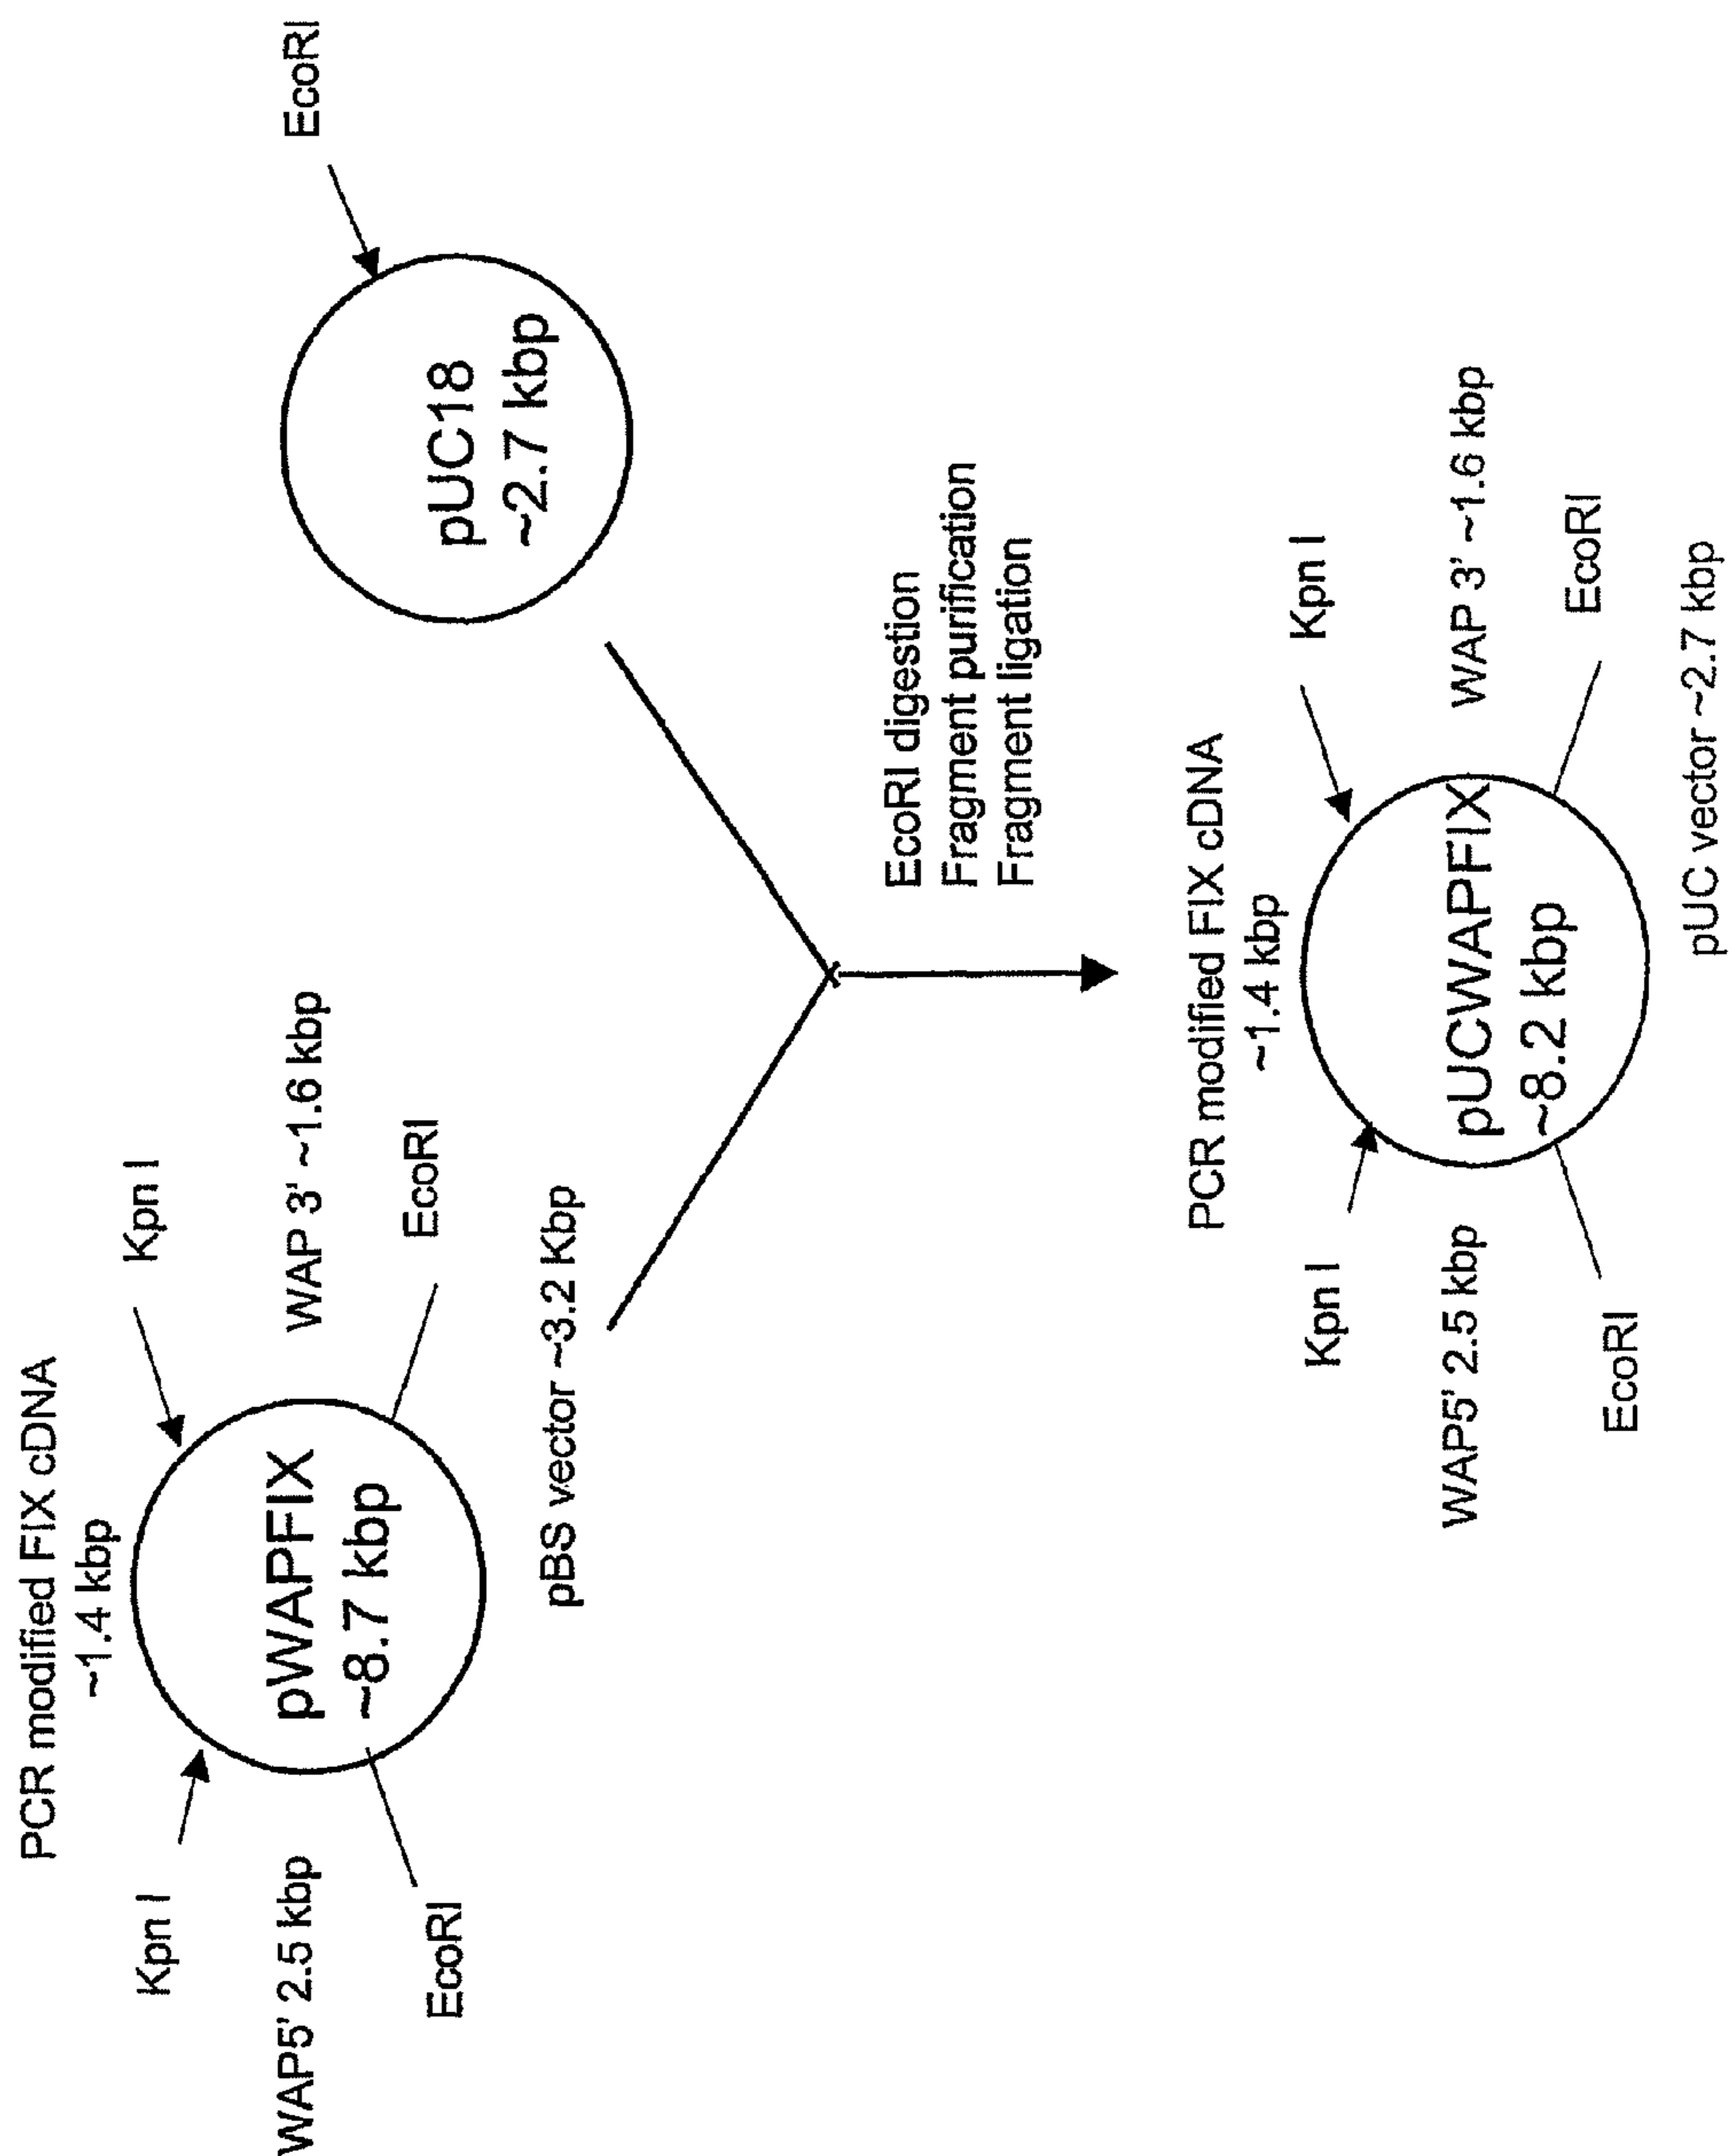 PCR modified FIX cDNA
~1.4 kbp
Kpn I
Kpn I
WAP5' 2.5 kbp
pWAPFIX
~8.7 kbp
WAP 3' ~1.6 kbp
EcoRI
EcoRI
pBS vector ~3.2 Kbp
EcoRI
pUC18
~2.7 kbp
EcoRI digestion
Fragment purification
Fragment ligation
PCR modified FIX cDNA
~1.4 kbp
Kpn I
Kpn I
WAP5' 2.5 kbp
pUCWAPFIX
~8.2 kbp
WAP 3' ~1.6 kbp
EcoRI
EcoRI
pUC vector ~2.7 kbp